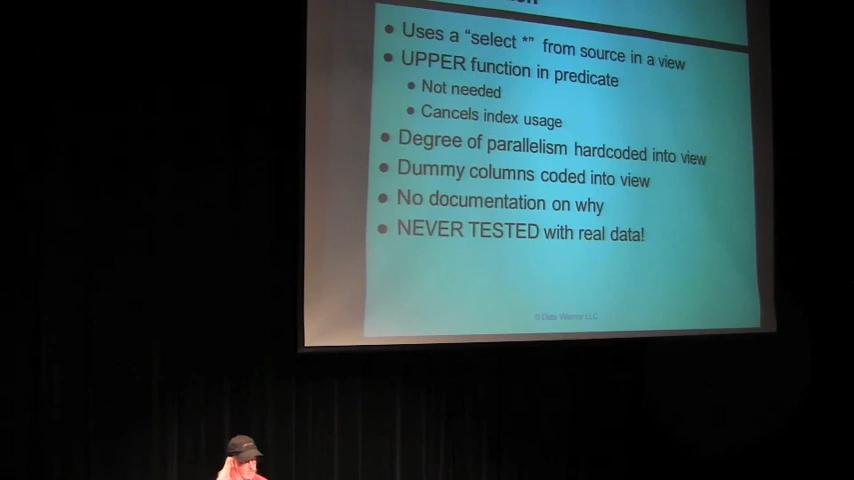 ● Uses a “select *” from source in a view
● UPPER function in predicate
● Not needed
● Cancels index usage
● Degree of parallelism hardcoded into view
● Dummy columns coded into view
● No documentation on why
● NEVER TESTED with real data!
© Data Warrior LLC